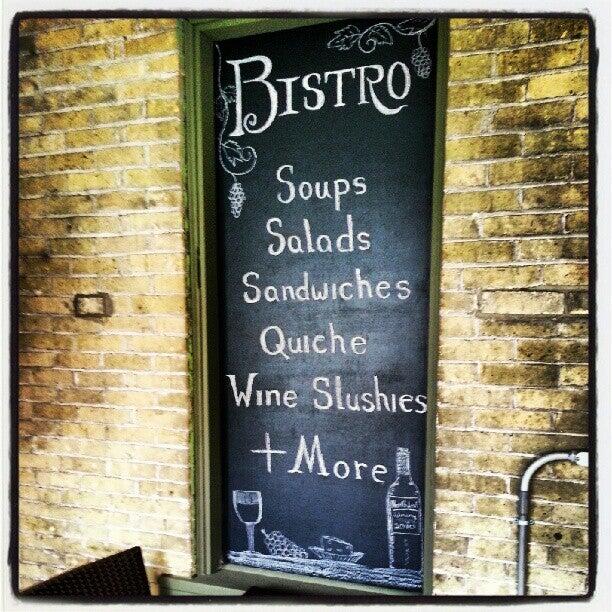 BISTRO
Soups
Salads
Sandwiches
Quiche
Wine Slushies
+ More